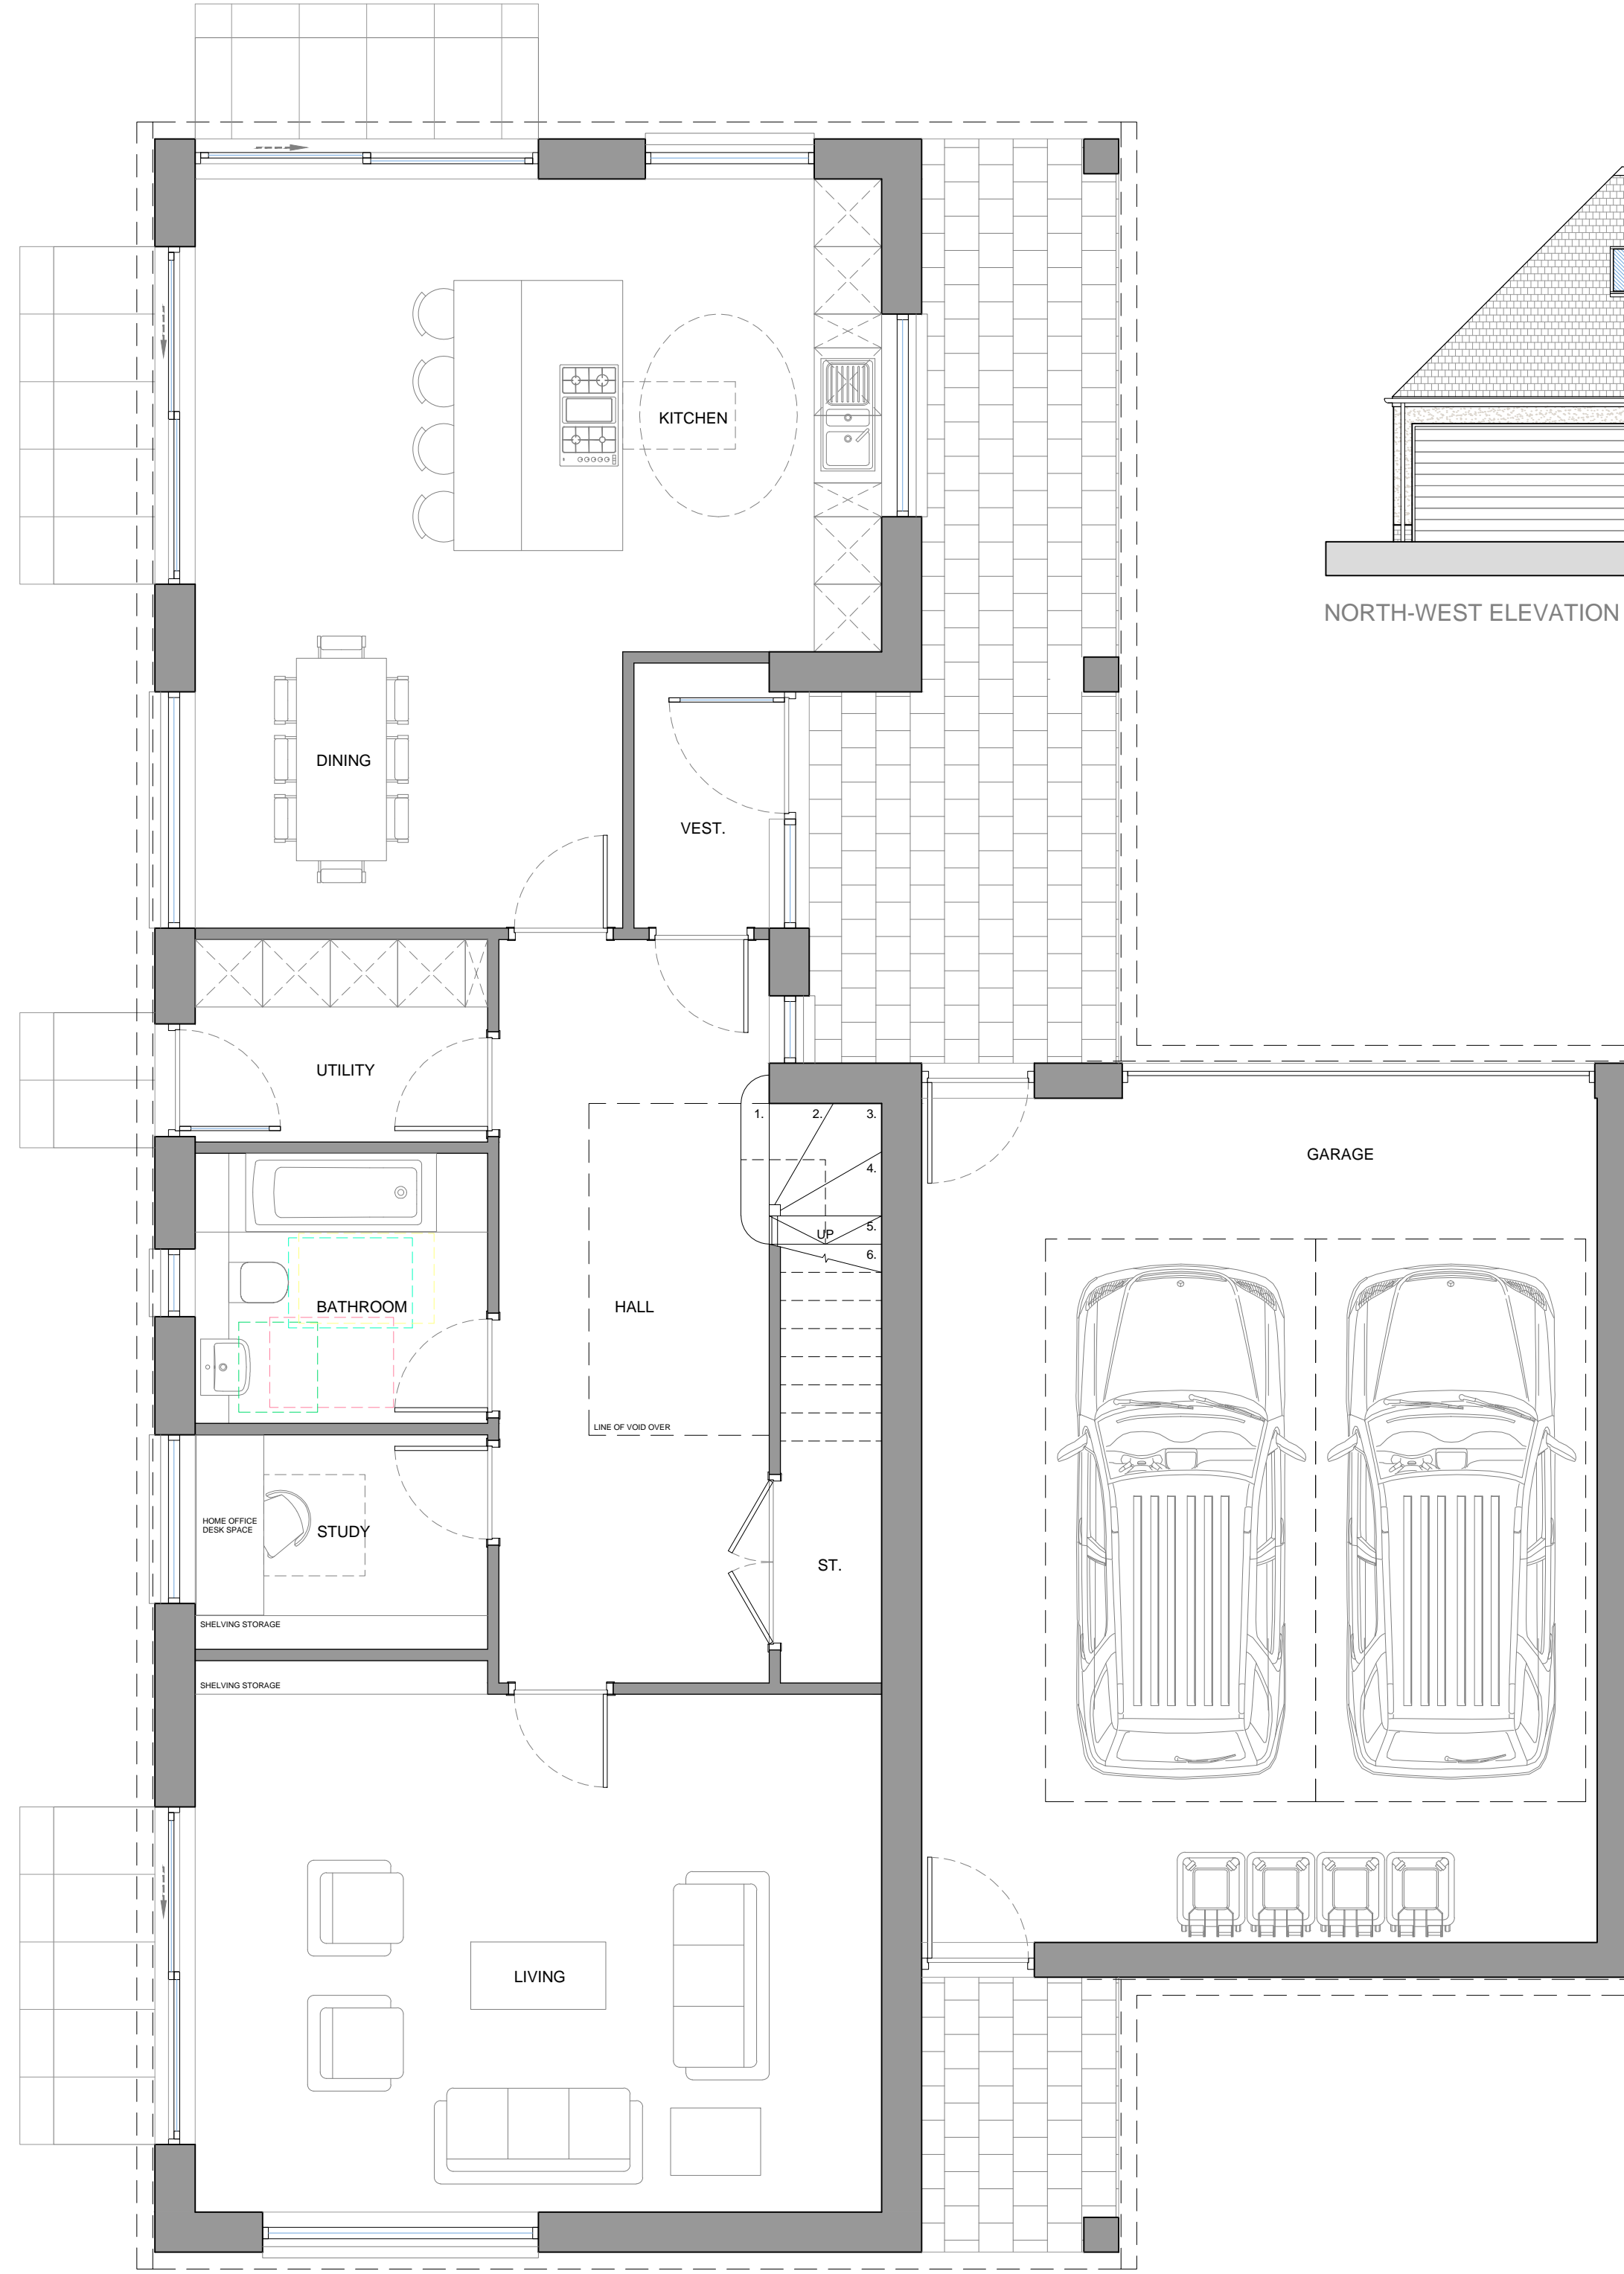 KITCHEN
NORTH-WEST ELEVATION
DINING
VEST.
UTILITY
1.
2.
3.
4.
5.
UP
6.
GARAGE
BATHROOM
HALL
LINE OF VOID OVER
HOME OFFICE
DESK SPACE
STUDY
ST.
SHELVING STORAGE
SHELVING STORAGE
LIVING